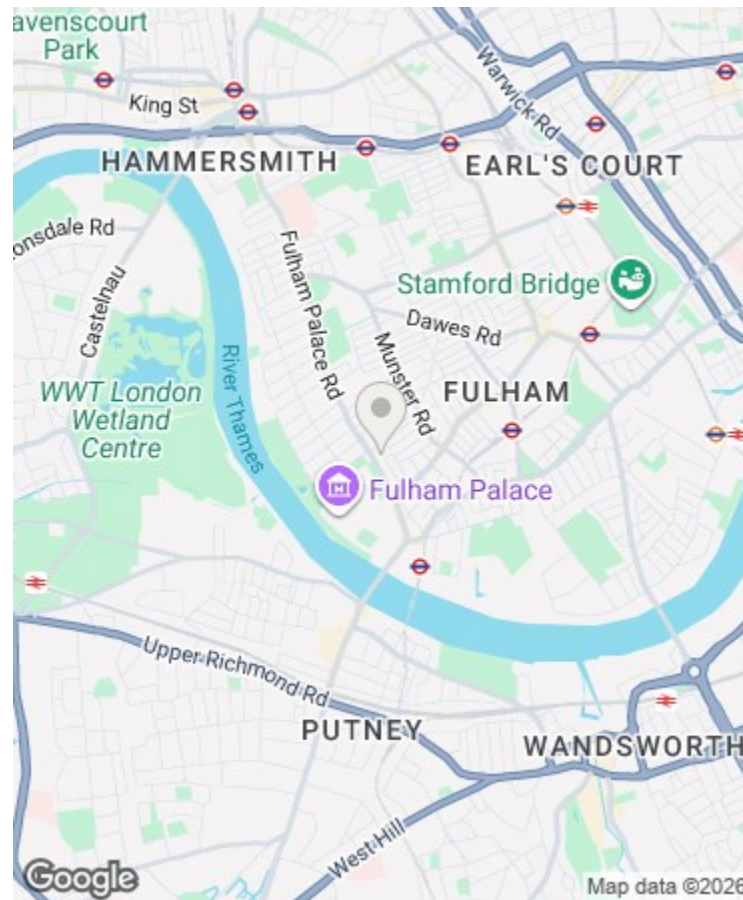 avenscourt
Park
King St
Warwick Rd
HAMMERSMITH
EARL'S COURT
onsdale Rd
Castelnau
Fulham Palace Rd
Stamford Bridge
Dawes Rd
Munster Rd
River Thames
WWT London
Wetland
Centre
FULHAM
Fulham Palace
Upper Richmond Rd
PUTNEY
WANDSWORTH
West Hill
Google
Map data ©2026